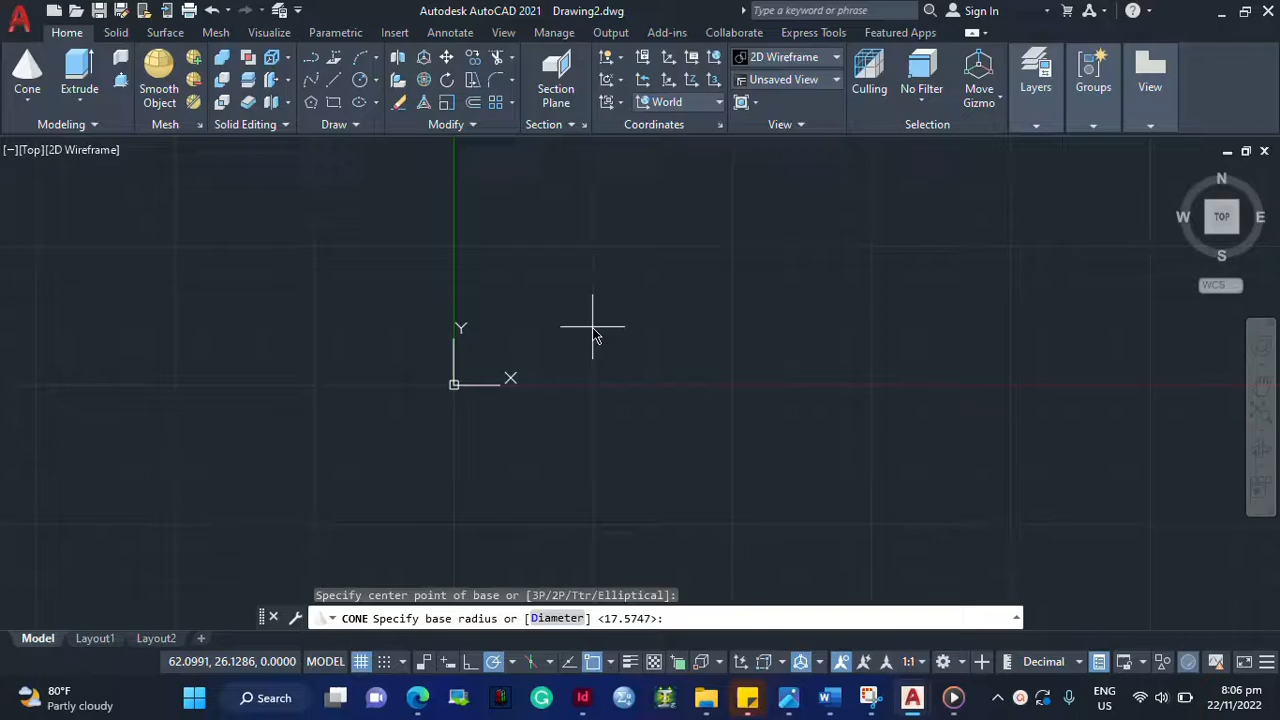 Autodesk AutoCAD 2021 Drawing2.dwg
Type a keyword or phrase
Sign In
Home Solid Surface Mesh Visualize Parametric Insert Annotate View Manage Output Add-ins Collaborate Express Tools Featured Apps
Cone
Extrude
Smooth
Object
Section
Plane
2D Wireframe
Unsaved View
World
Culling
No Filter
Move
Gizmo
Layers
Groups
View
Modeling Mesh Solid Editing Draw Modify Section Coordinates View Selection
[−][Top][2D Wireframe]
N
W TOP E
S
WCS
Y
X
Specify center point of base or [3P/2P/Ttr/Elliptical]:
CONE Specify base radius or [Diameter] <17.5747>:
Model Layout1 Layout2 +
62.0991, 26.1286, 0.0000 MODEL 1:1 Decimal
80°F
Partly cloudy
Search
ENG
US
8:06 pm
22/11/2022